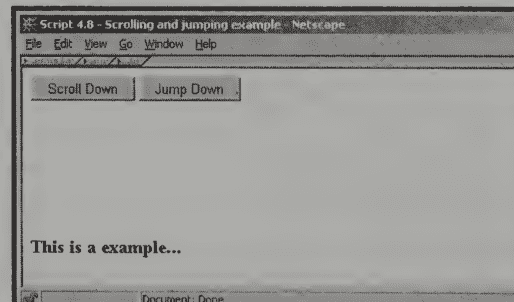 Script 4.8 - Scrolling and jumping example - Netscape
File Edit View Go Window Help
Scroll Down Jump Down
This is a example...
Document: Done